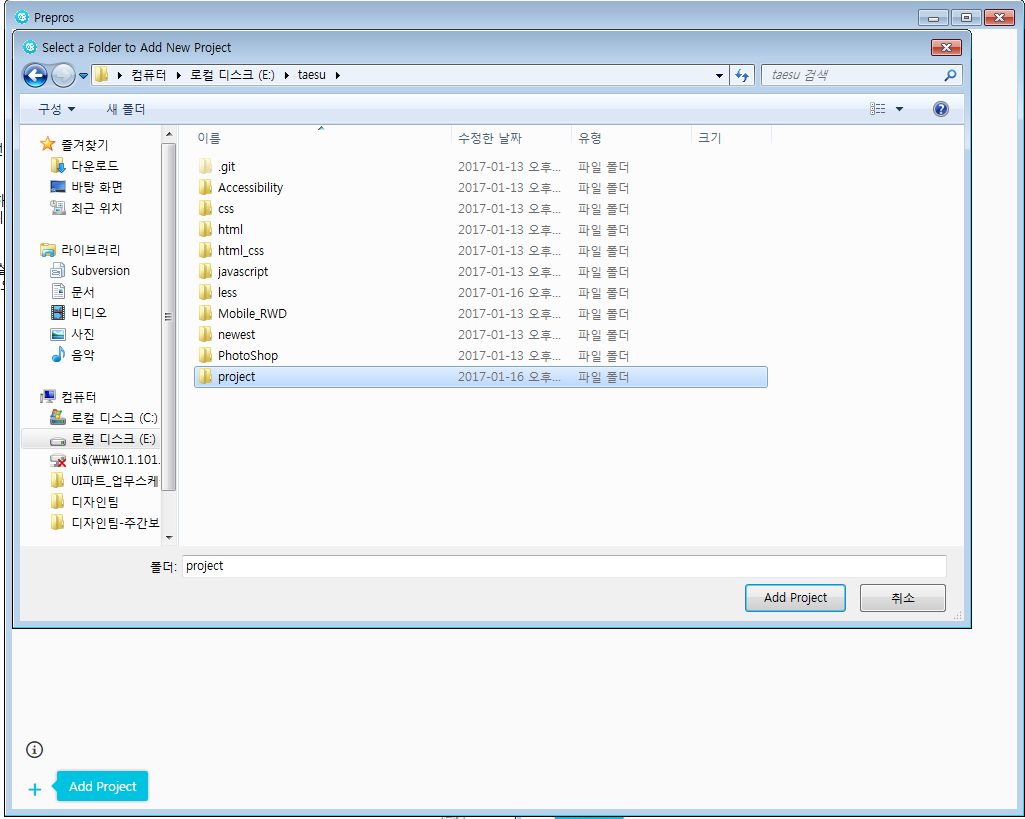 Prepros
Select a Folder to Add New Project
컴퓨터 로컬 디스크 (E:) taesu
taesu 검색
구성 새 폴더
즐겨찾기
다운로드
바탕 화면
최근 위치
라이브러리
Subversion
문서
비디오
사진
음악
컴퓨터
로컬 디스크 (C:)
로컬 디스크 (E:)
ui$(₩₩10.1.101.
UI파트_업무스케
디자인팀
디자인팀-주간보
이름 수정한 날짜 유형 크기
.git 2017-01-13 오후... 파일 폴더
Accessibility 2017-01-13 오후... 파일 폴더
css 2017-01-13 오후... 파일 폴더
html 2017-01-13 오후... 파일 폴더
html_css 2017-01-13 오후... 파일 폴더
javascript 2017-01-13 오후... 파일 폴더
less 2017-01-16 오후... 파일 폴더
Mobile_RWD 2017-01-13 오후... 파일 폴더
newest 2017-01-13 오후... 파일 폴더
PhotoShop 2017-01-13 오후... 파일 폴더
project 2017-01-16 오후... 파일 폴더
폴더: project
Add Project 취소
Add Project